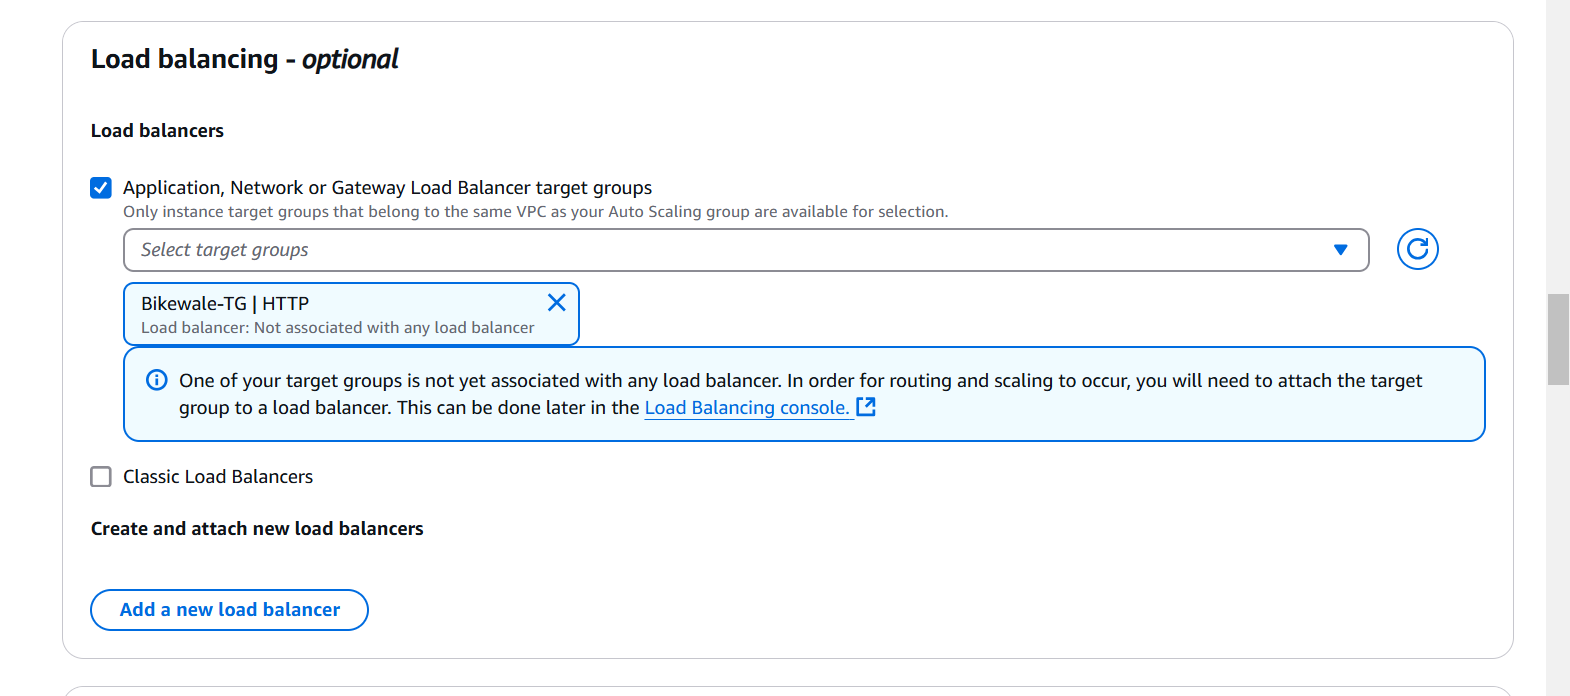 Load balancing - optional
Load balancers
Application, Network or Gateway Load Balancer target groups
Only instance target groups that belong to the same VPC as your Auto Scaling group are available for selection.
Select target groups
Bikewale-TG | HTTP
Load balancer: Not associated with any load balancer
One of your target groups is not yet associated with any load balancer. In order for routing and scaling to occur, you will need to attach the target
group to a load balancer. This can be done later in the Load Balancing console.
Classic Load Balancers
Create and attach new load balancers
Add a new load balancer